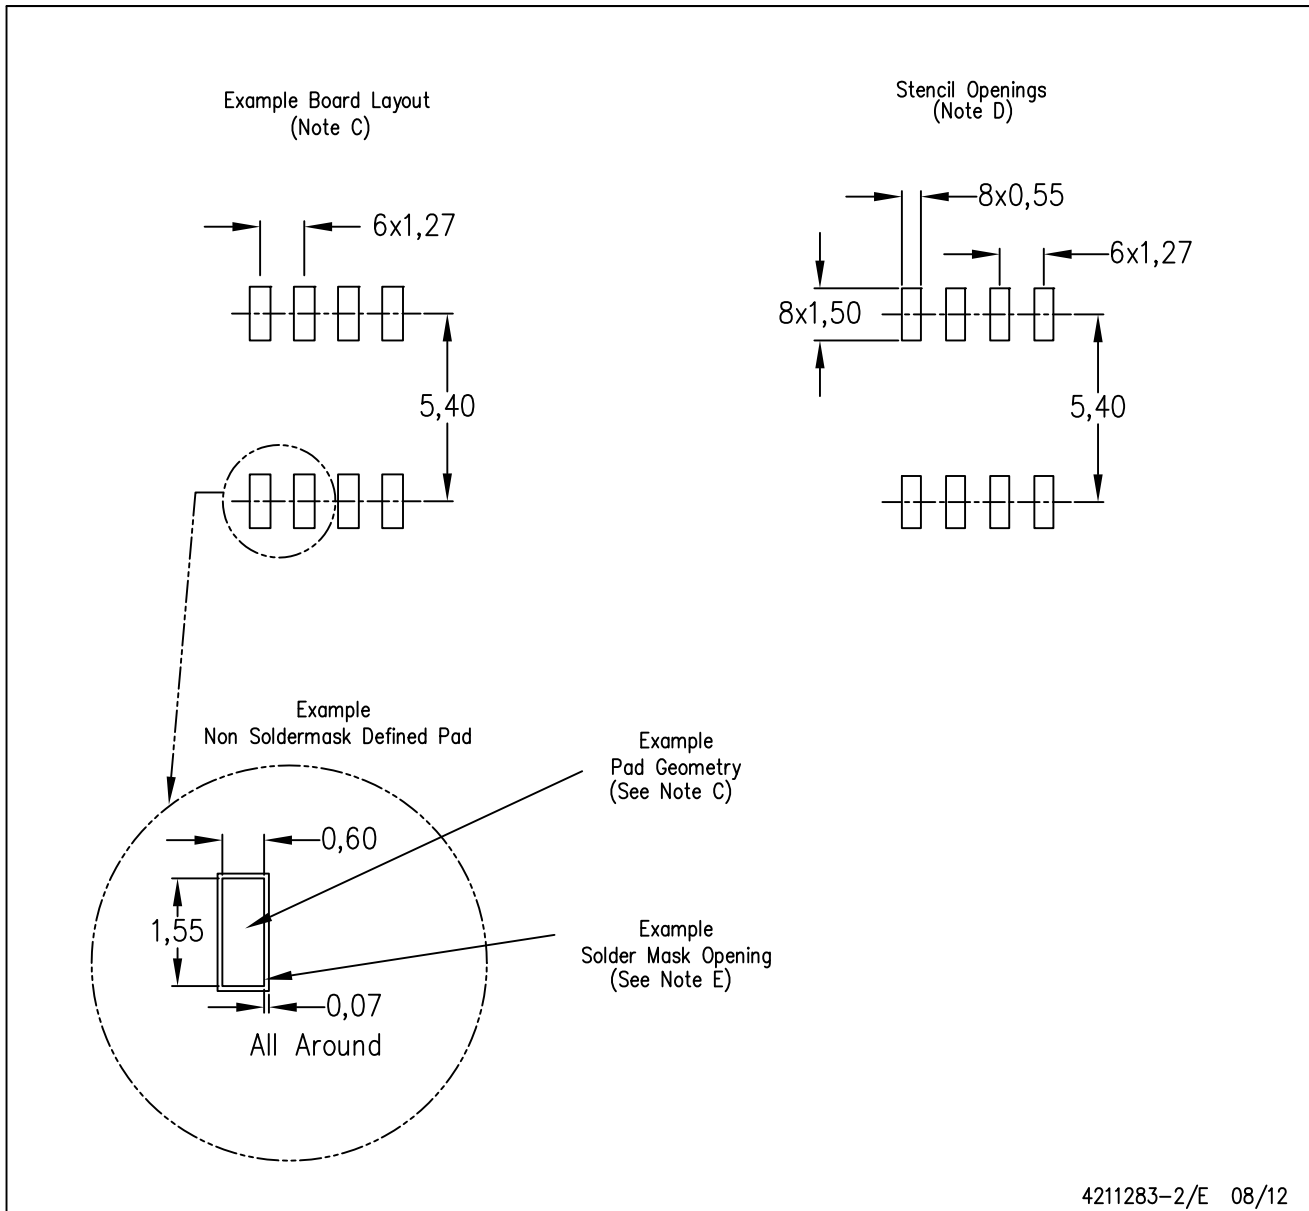 Example Board Layout
(Note C)
Stencil Openings
(Note D)
6x1,27
5,40
8x0,55
6x1,27
8x1,50
5,40
Example
Non Soldermask Defined Pad
Example
Pad Geometry
(See Note C)
0,60
1,55
Example
Solder Mask Opening
(See Note E)
0,07
All Around
4211283-2/E 08/12